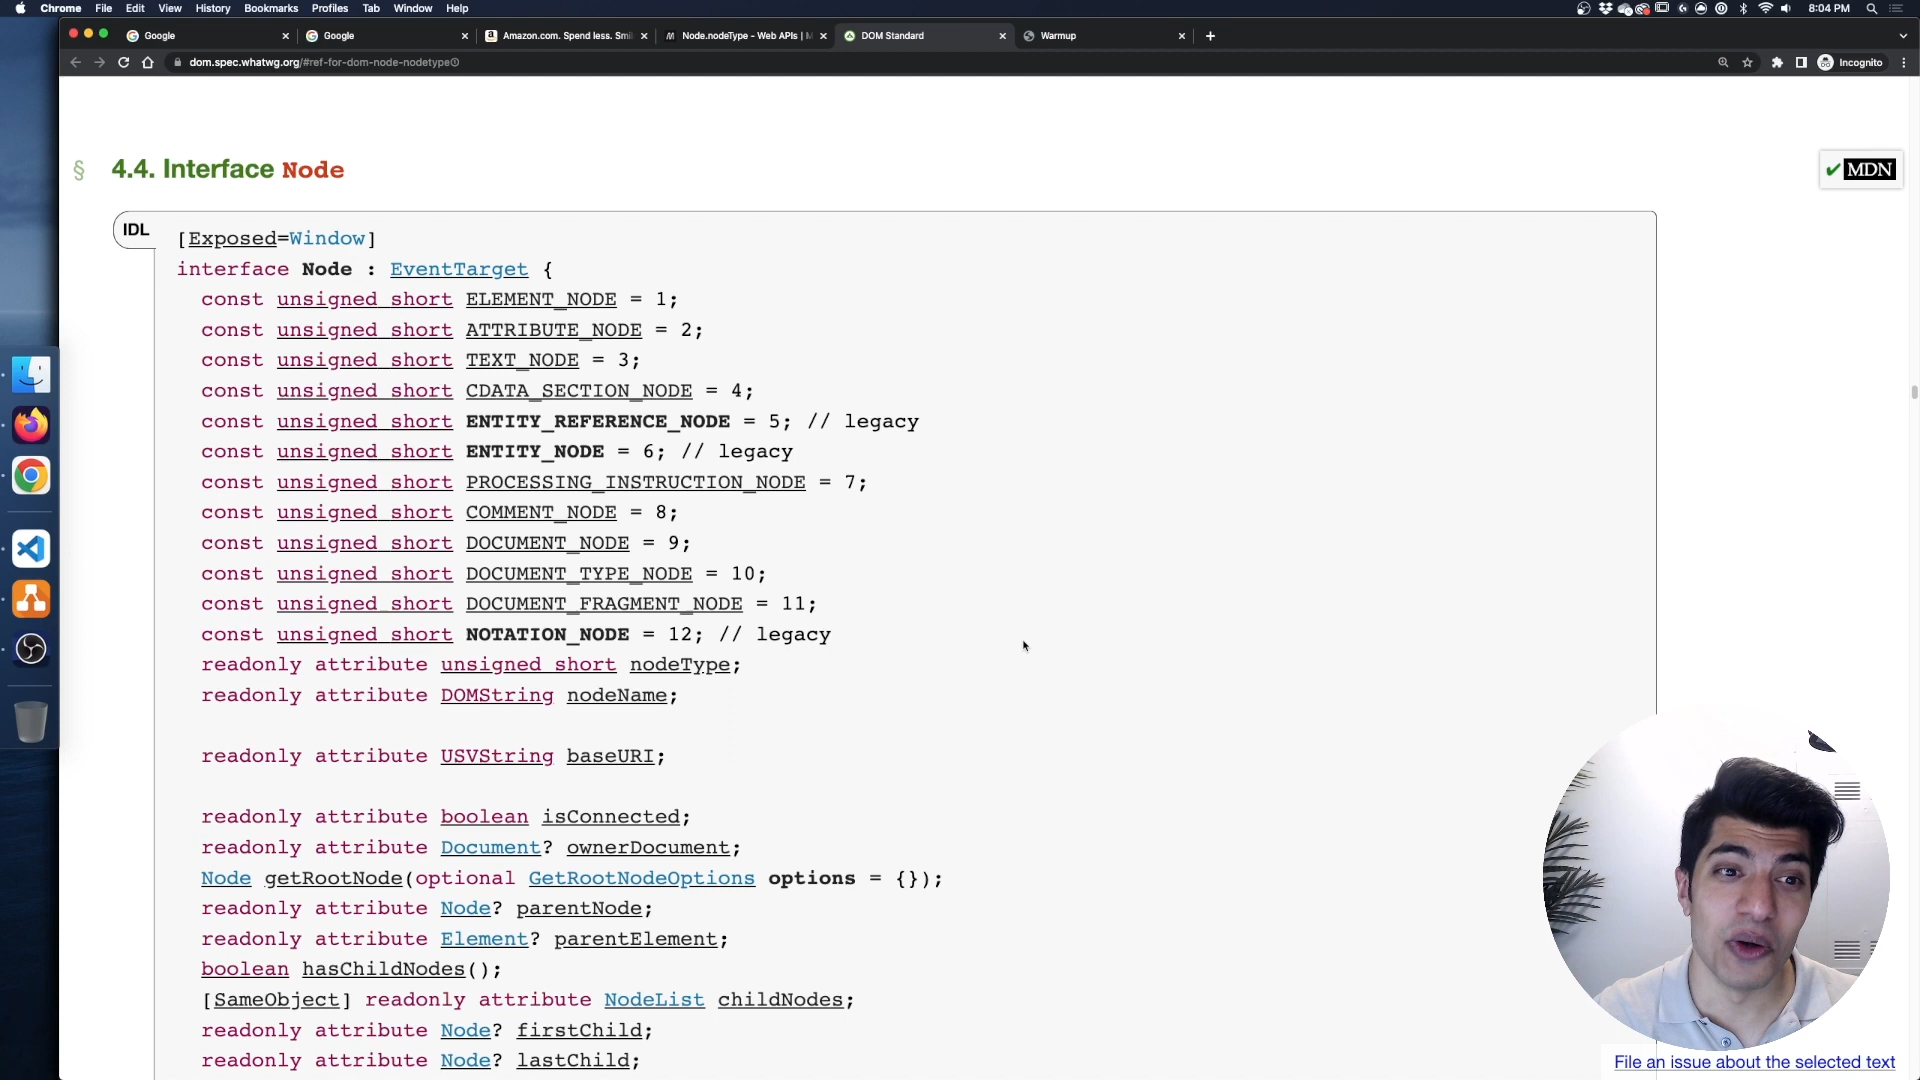 Chrome File Edit View History Bookmarks Profiles Tab Window Help 8:04 PM
Google Google Amazon.com. Spend less. Smi Node.nodeType - Web APIs | M DOM Standard Warmup
dom.spec.whatwg.org/#ref-for-dom-node-nodetype① Incognito
§ 4.4. Interface Node
✔ MDN
IDL
[Exposed=Window]
interface Node : EventTarget {
const unsigned short ELEMENT_NODE = 1;
const unsigned short ATTRIBUTE_NODE = 2;
const unsigned short TEXT_NODE = 3;
const unsigned short CDATA_SECTION_NODE = 4;
const unsigned short ENTITY_REFERENCE_NODE = 5; // legacy
const unsigned short ENTITY_NODE = 6; // legacy
const unsigned short PROCESSING_INSTRUCTION_NODE = 7;
const unsigned short COMMENT_NODE = 8;
const unsigned short DOCUMENT_NODE = 9;
const unsigned short DOCUMENT_TYPE_NODE = 10;
const unsigned short DOCUMENT_FRAGMENT_NODE = 11;
const unsigned short NOTATION_NODE = 12; // legacy
readonly attribute unsigned short nodeType;
readonly attribute DOMString nodeName;
readonly attribute USVString baseURI;
readonly attribute boolean isConnected;
readonly attribute Document? ownerDocument;
Node getRootNode(optional GetRootNodeOptions options = {});
readonly attribute Node? parentNode;
readonly attribute Element? parentElement;
boolean hasChildNodes();
[SameObject] readonly attribute NodeList childNodes;
readonly attribute Node? firstChild;
readonly attribute Node? lastChild;
File an issue about the selected text